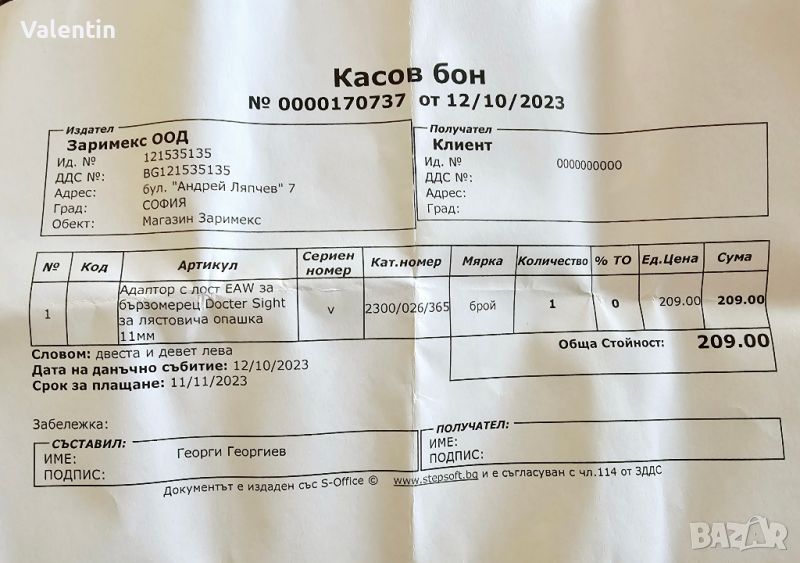 Valentin
Касов бон
№ 0000170737 от 12/10/2023
Издател
Заримекс ООД
Ид. № 121535135
ДДС №: BG121535135
Адрес: бул. "Андрей Ляпчев" 7
Град: СОФИЯ
Обект: Магазин Заримекс
Получател
Клиент
Ид. № 0000000000
ДДС №:
Адрес:
Град:
№ Код Артикул Сериен номер Кат.номер Мярка Количество % ТО Ед.Цена Сума
1 Адаптор с лост EAW за v 2300/026/365 брой 1 0 209.00 209.00
бързомерец Docter Sight
за лястовича опашка
11мм
Обща Стойност: 209.00
Словом: двеста и девет лева
Дата на данъчно събитие: 12/10/2023
Срок за плащане: 11/11/2023
Забележка:
СЪСТАВИЛ:
ИМЕ: Георги Георгиев
ПОДПИС:
ПОЛУЧАТЕЛ:
ИМЕ:
ПОДПИС:
Документът е издаден със S-Office © www.stepsoft.bg и е съгласуван с чл.114 от ЗДДС
BAZAR